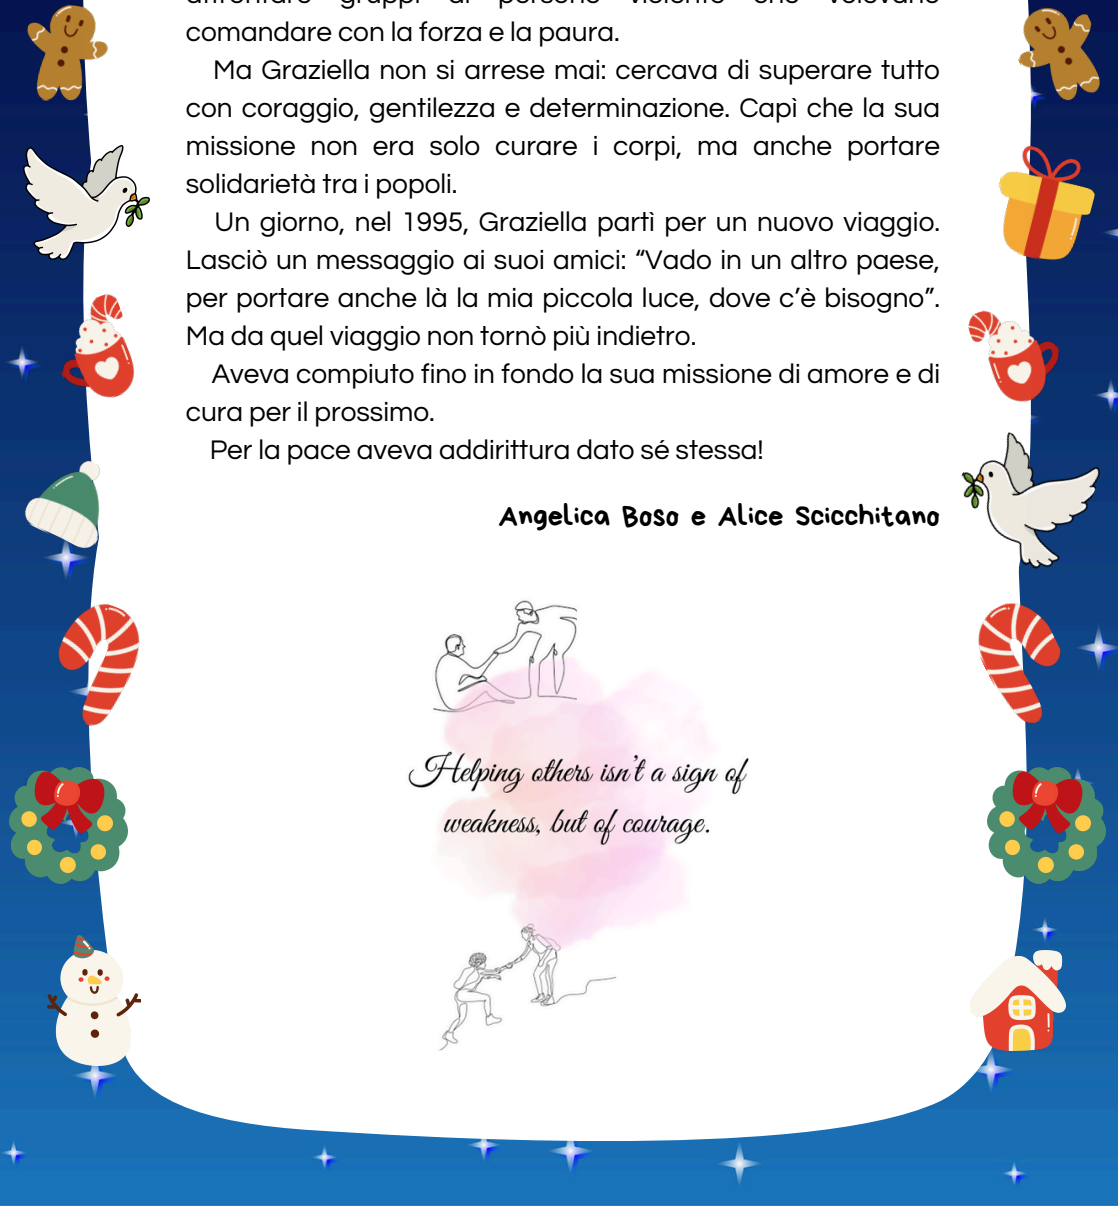 comandare con la forza e la paura.
Ma Graziella non si arrese mai: cercava di superare tutto
con coraggio, gentilezza e determinazione. Capì che la sua
missione non era solo curare i corpi, ma anche portare
solidarietà tra i popoli.
Un giorno, nel 1995, Graziella partì per un nuovo viaggio.
Lasciò un messaggio ai suoi amici: “Vado in un altro paese,
per portare anche là la mia piccola luce, dove c’è bisogno”.
Ma da quel viaggio non tornò più indietro.
Aveva compiuto fino in fondo la sua missione di amore e di
cura per il prossimo.
Per la pace aveva addirittura dato sé stessa!
Angelica Boso e Alice Scicchitano
Helping others isn’t a sign of
weakness, but of courage.